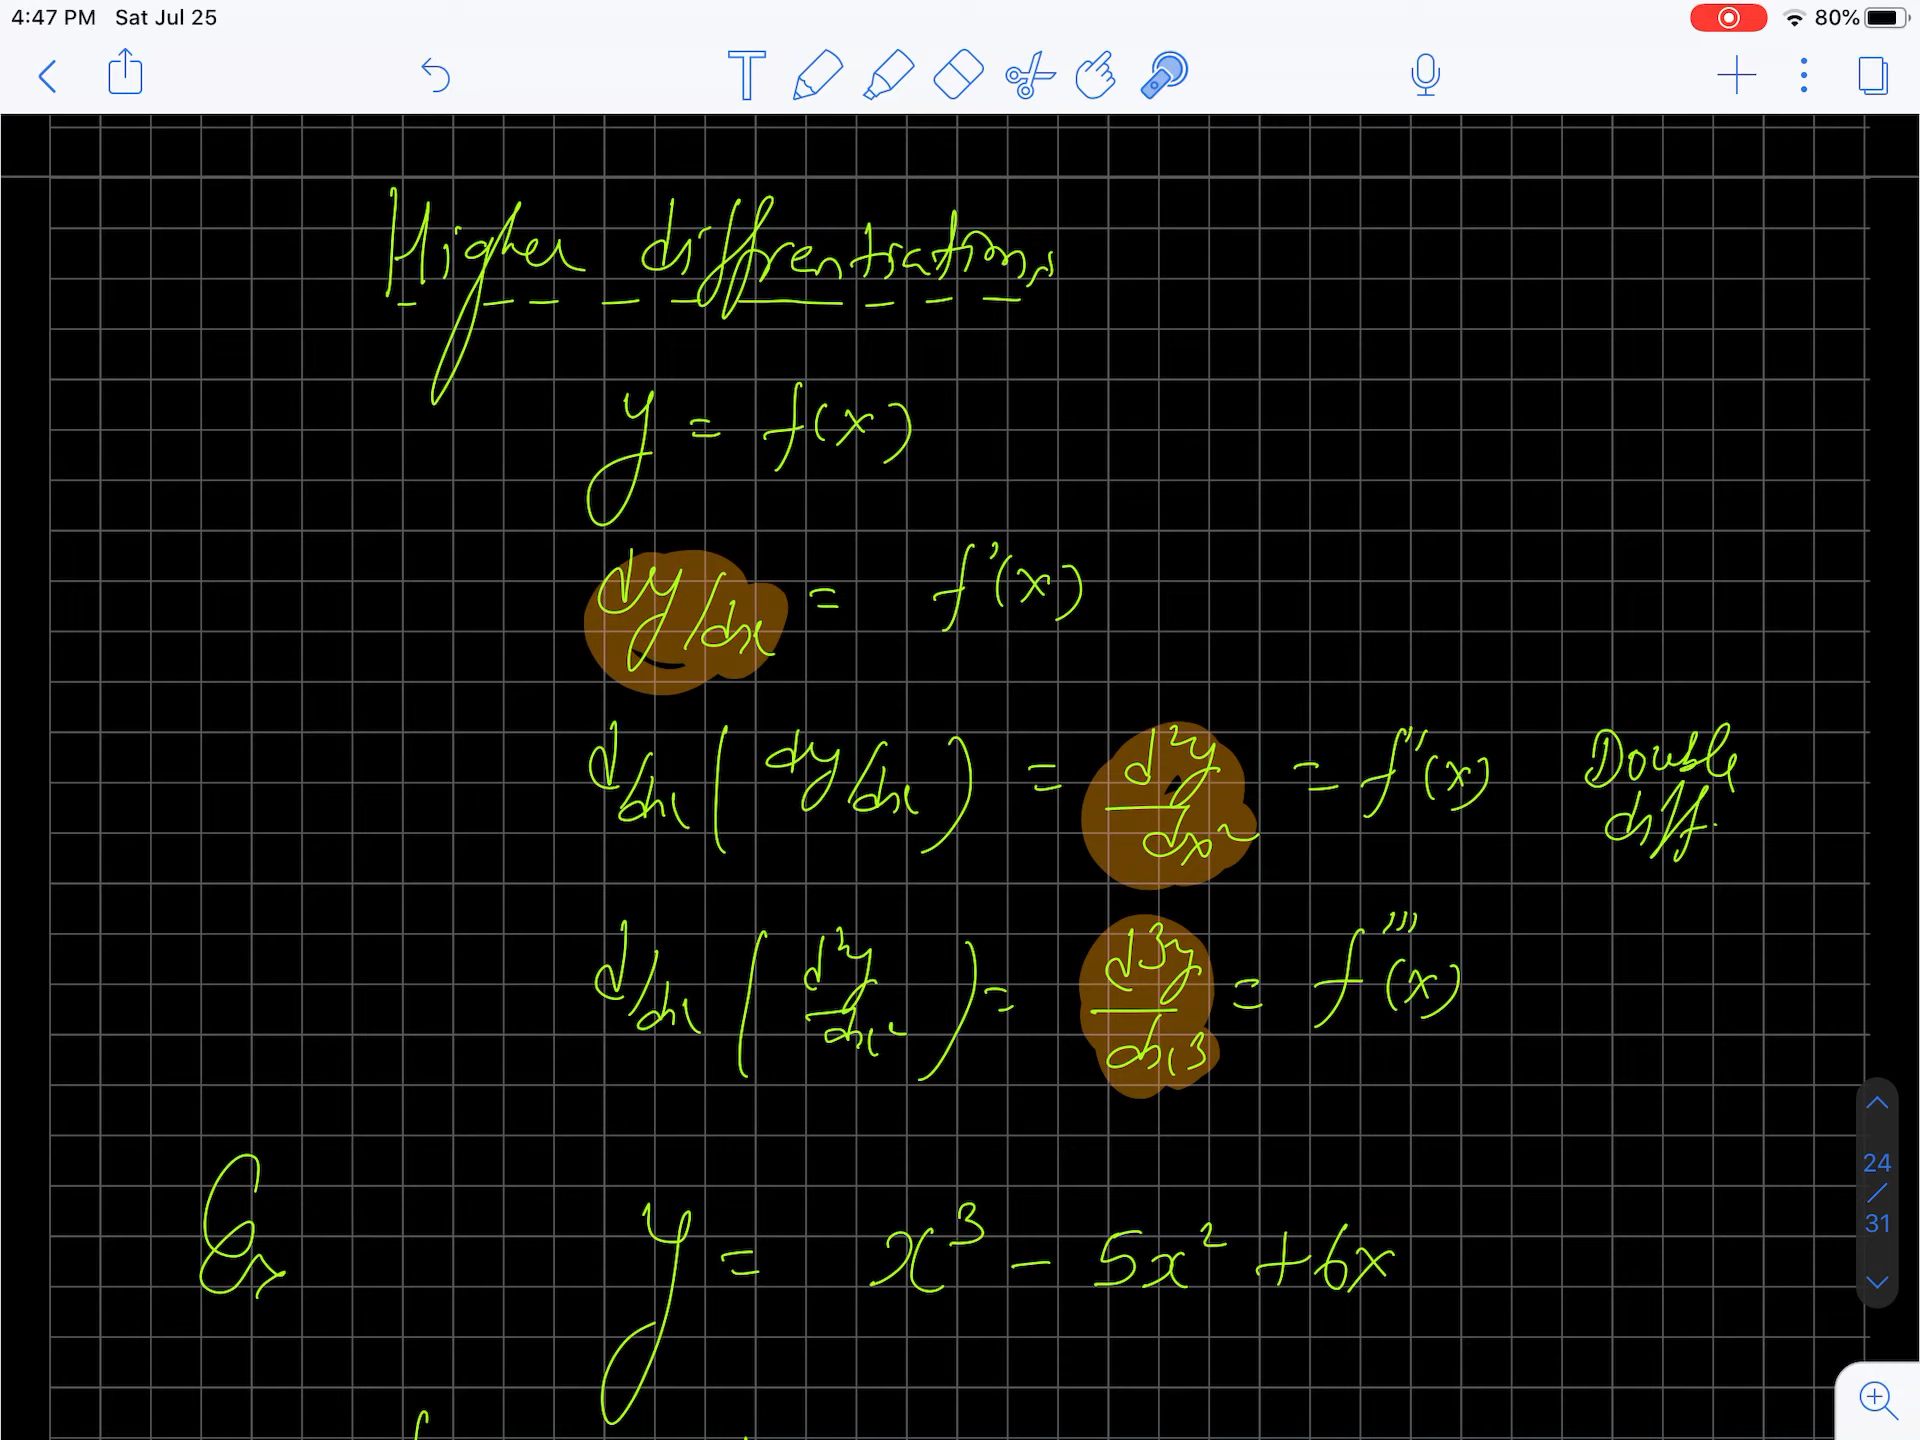 4:47 PM Sat Jul 25
80%
Higher diffrentiations
y = f(x)
dy/dx = f'(x)
d/dx (dy/dx) = d²y/dx² = f''(x) Double diff.
d/dx (d²y/dx²) = d³y/dx³ = f'''(x)
24
/
31
Ex y = x³ - 5x² + 6x